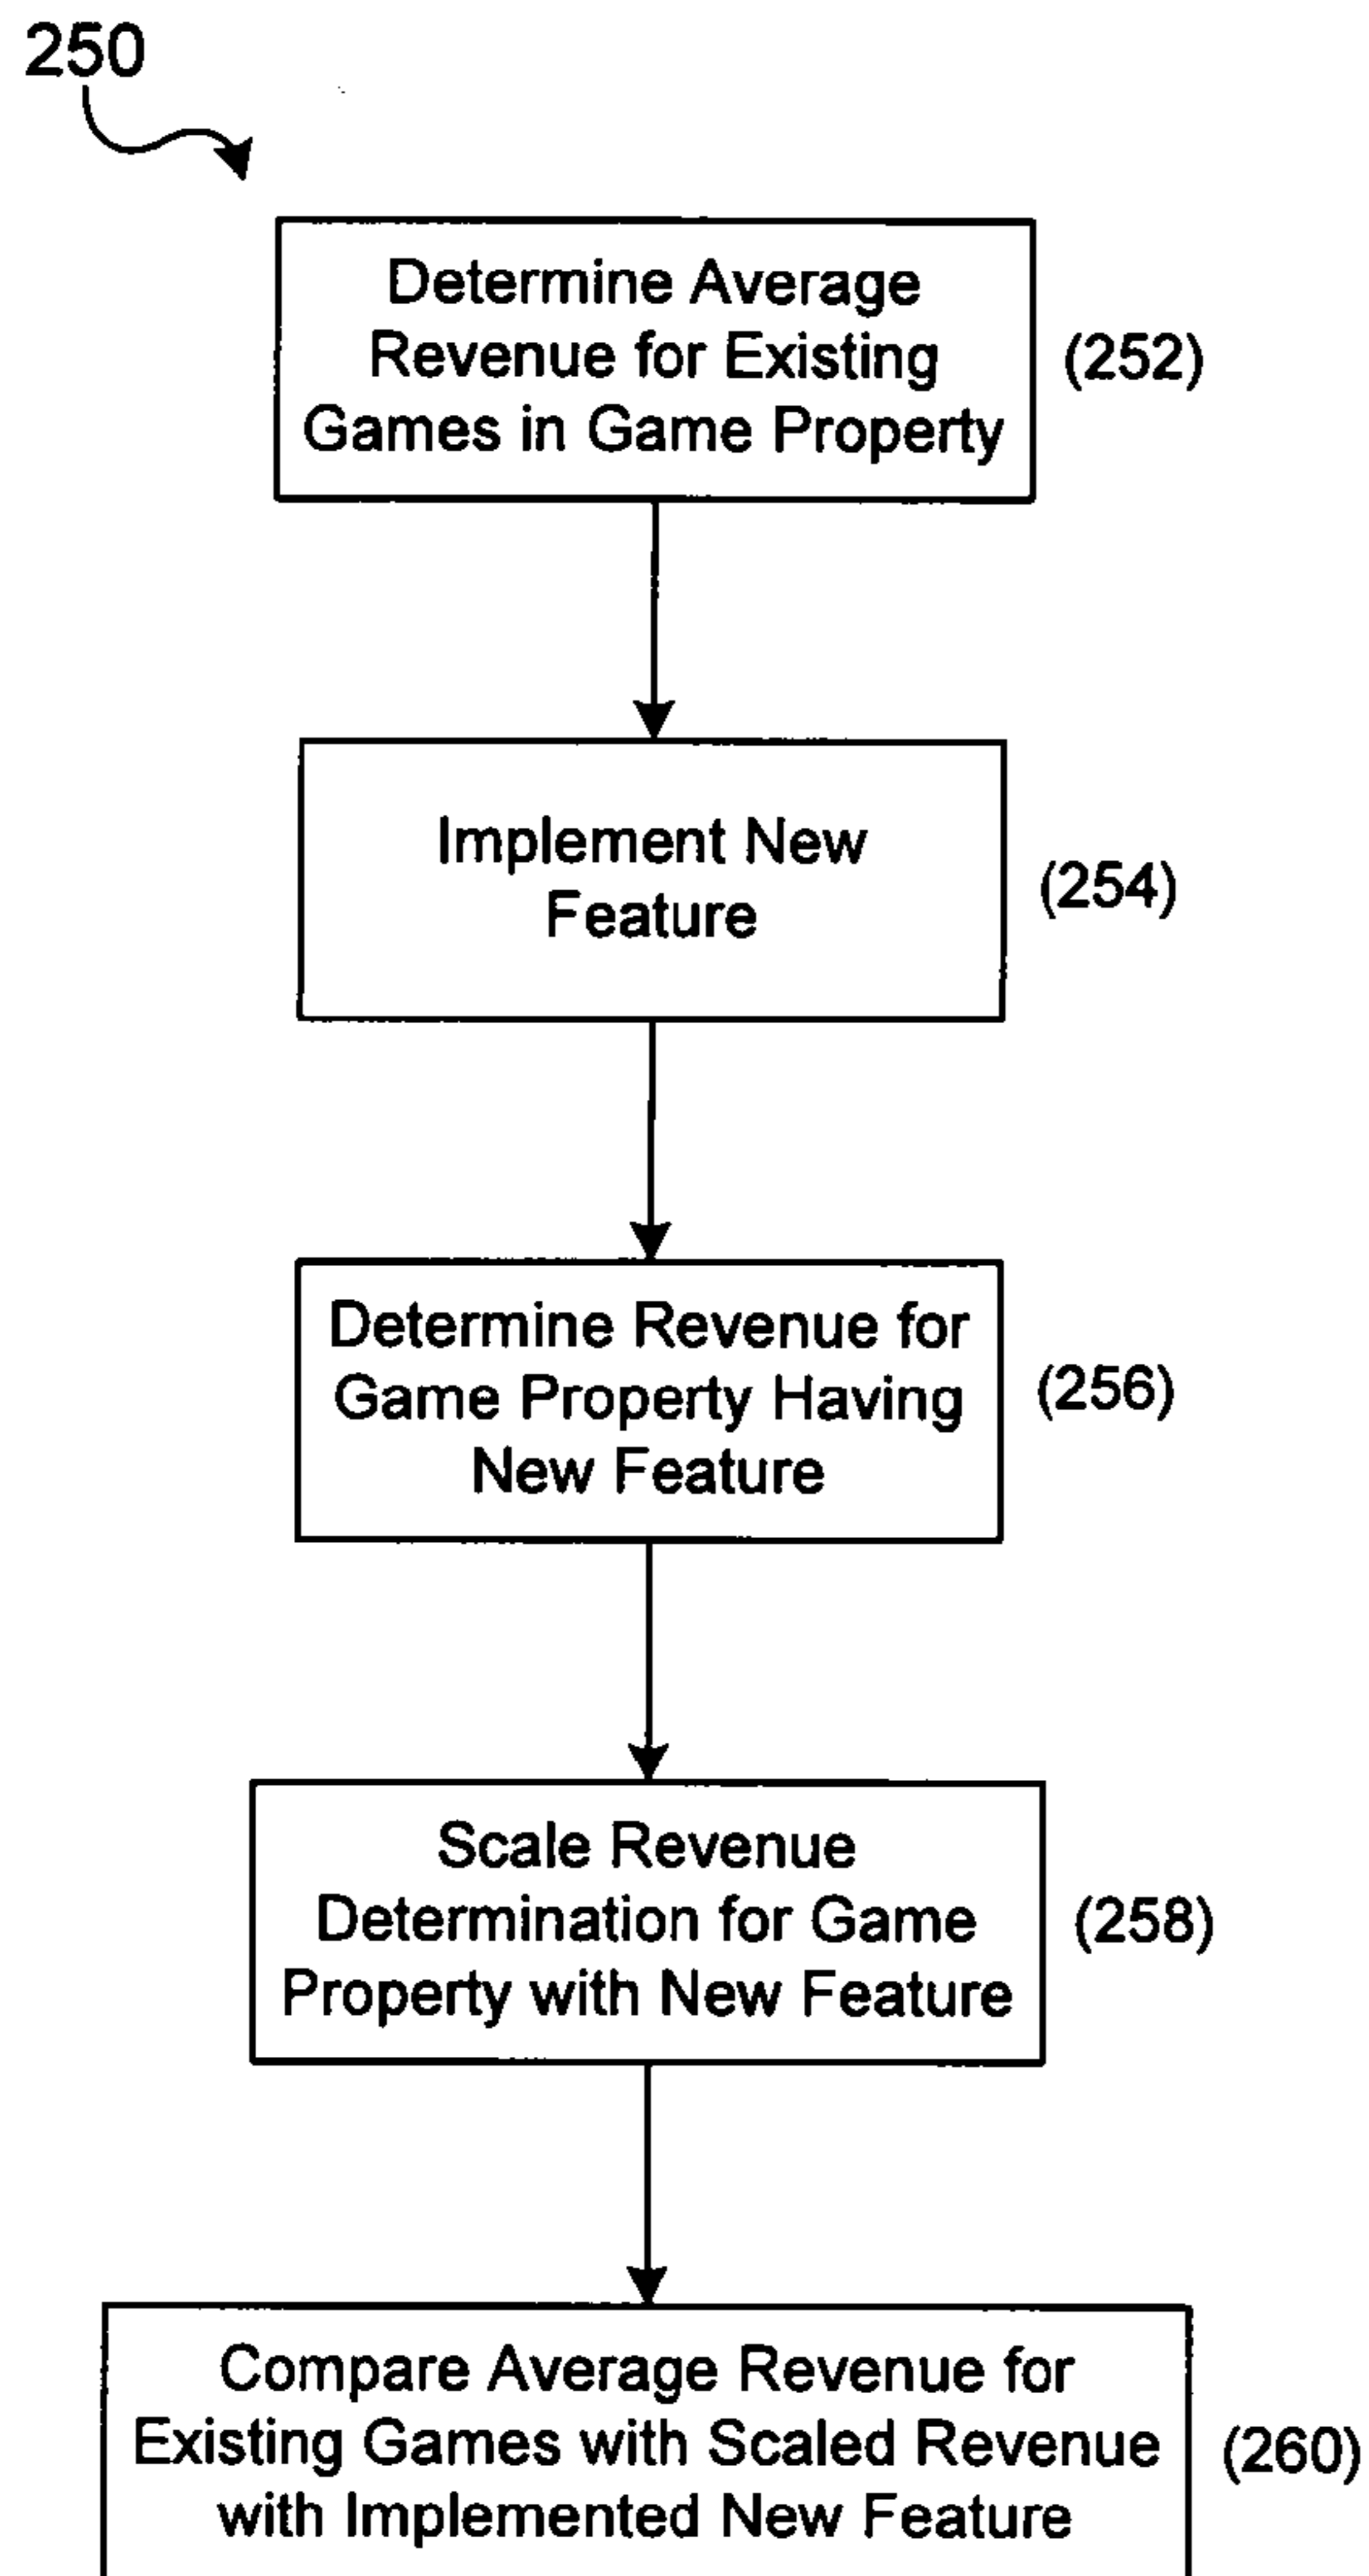 250
Determine Average
Revenue for Existing
Games in Game Property
(252)
Implement New
Feature
(254)
Determine Revenue for
Game Property Having
New Feature
(256)
Scale Revenue
Determination for Game
Property with New Feature
(258)
Compare Average Revenue for
Existing Games with Scaled Revenue
with Implemented New Feature
(260)